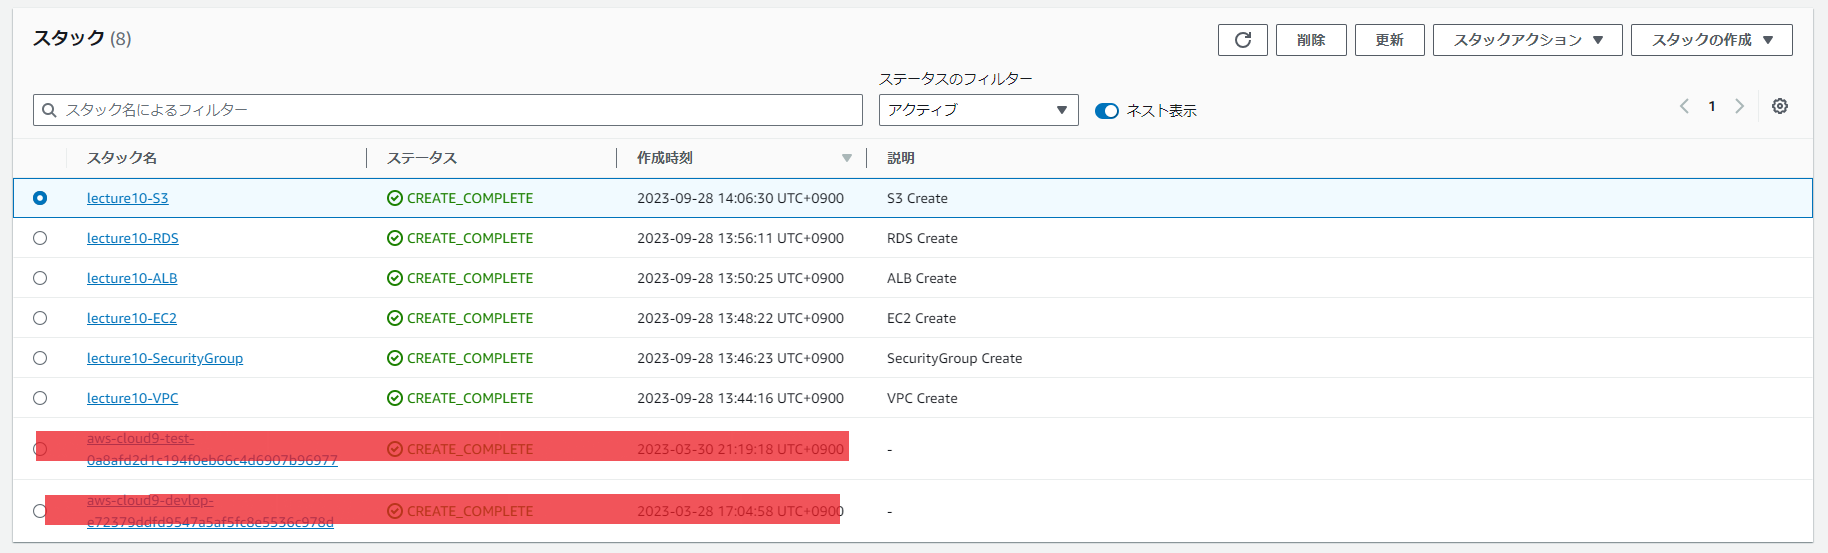 スタック (8)
削除
更新
スタックアクション
スタックの作成
ステータスのフィルター
スタック名によるフィルター
アクティブ
ネスト表示
1
スタック名 ステータス 作成時刻 説明
lecture10-S3 CREATE_COMPLETE 2023-09-28 14:06:30 UTC+0900 S3 Create
lecture10-RDS CREATE_COMPLETE 2023-09-28 13:56:11 UTC+0900 RDS Create
lecture10-ALB CREATE_COMPLETE 2023-09-28 13:50:25 UTC+0900 ALB Create
lecture10-EC2 CREATE_COMPLETE 2023-09-28 13:48:22 UTC+0900 EC2 Create
lecture10-SecurityGroup CREATE_COMPLETE 2023-09-28 13:46:23 UTC+0900 SecurityGroup Create
lecture10-VPC CREATE_COMPLETE 2023-09-28 13:44:16 UTC+0900 VPC Create
aws-cloud9-test-
0a8afd2d1c194f0eb66c4d6907b96977 CREATE_COMPLETE 2023-03-30 21:19:18 UTC+0900 -
aws-cloud9-devlop-
e72379ddfd9547a5af5fc8e5536c978d CREATE_COMPLETE 2023-03-28 17:04:58 UTC+0900 -